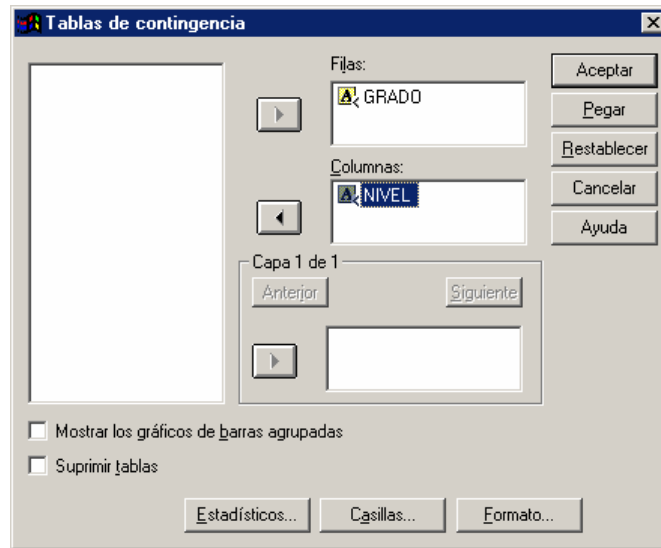 Tablas de contingencia
Filas:
GRADO
Columnas:
NIVEL
Capa 1 de 1
Anterior
Siguiente
Aceptar
Pegar
Restablecer
Cancelar
Ayuda
Mostrar los gráficos de barras agrupadas
Suprimir tablas
Estadísticos...
Casillas...
Formato...